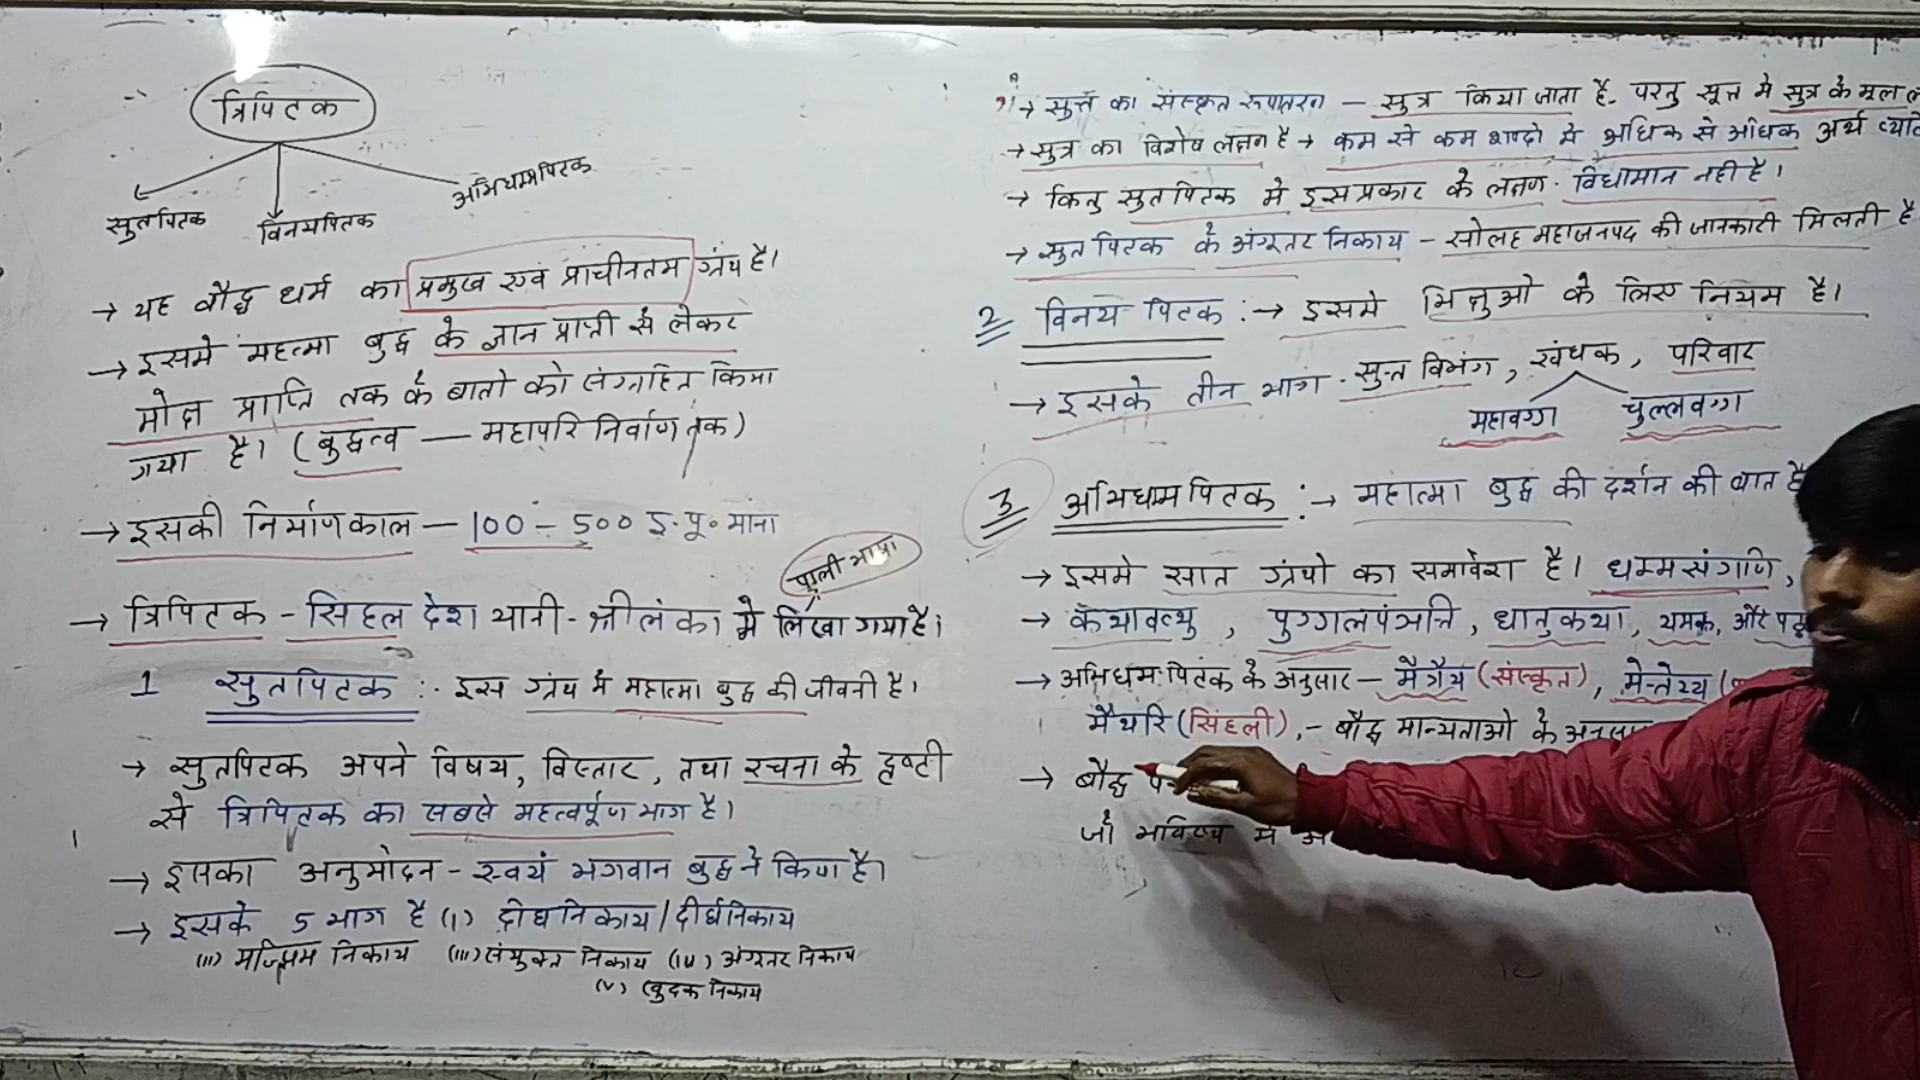 त्रिपिटक
सुतपिटक
विनयपिटक
अभिधम्मपिटक
→ यह बौद्ध धर्म का प्रमुख एवं प्राचीनतम ग्रंथ है।
→ इसमे महत्मा बुद्ध के ज्ञान प्राप्ती से लेकर
मोक्ष प्राप्ति तक के बातो को संग्रहित किया
गया है। (बुद्धत्व — महापरिनिर्वाण तक)
→ इसकी निर्माणकाल — 100 - 500 ई.पू. माना
पाली भाषा
→ त्रिपिटक - सिंहल देश यानी - श्रीलंका मे लिखा गया है।
1 सुतपिटक :- इस ग्रंथ में महात्मा बुद्ध की जीवनी है।
→ सुतपिटक अपने विषय, विस्तार, तथा रचना के दृष्टी
से त्रिपिटक का सबसे महत्वपूर्ण भाग है।
→ इसका अनुमोदन - स्वयं भगवान बुद्ध ने किया है।
→ इसके 5 भाग है (i) दीघनिकाय/दीर्घनिकाय
(ii) मज्झिम निकाय (iii) संयुक्त निकाय (iv) अंगुत्तर निकाय
(v) खुदक निकाय
→ सुत्त का संस्कृत रूपांतरण — सुत्र किया जाता है. परन्तु सूत्त मे सुत्र के मूल
→ सुत्र का विशेष लक्षण है → कम से कम शब्दो मे अधिक से अधिक अर्थ
→ किन्तु सुतपिटक मे इस प्रकार के लक्षण विद्यामान नही है।
→ सुत पिटक के अंगूतर निकाय - सोलह महाजनपद की जानकारी मिलती है
2 विनय पिटक :→ इसमे भिक्षुओ के लिए नियम है।
→ इसके तीन भाग - सुत्त विभंग, खंधक, परिवार
महावग्ग चुल्लवग्ग
3 अभिधम्म पिटक :→ महात्मा बुद्ध की दर्शन की बात है
→ इसमे सात ग्रंथो का समावेश है। धम्मसंगणि,
→ कथावत्थु, पुग्गलपंञति, धातुकथा, यमक, और
→ अभिधम्मपिटक के अनुसार — मैत्रैय (संस्कृत), मेत्तेय्य
मैथरि (सिंहली), - बौद्ध मान्यताओ के
→ बौद्ध
जो भविष्य मे